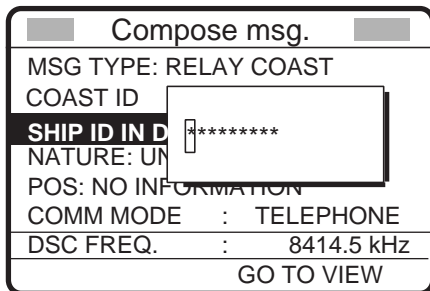 Compose msg.
MSG TYPE: RELAY COAST
COAST ID
SHIP ID IN D
*********
NATURE: UN
POS: NO INFORMATION
COMM MODE : TELEPHONE
DSC FREQ. : 8414.5 kHz
GO TO VIEW